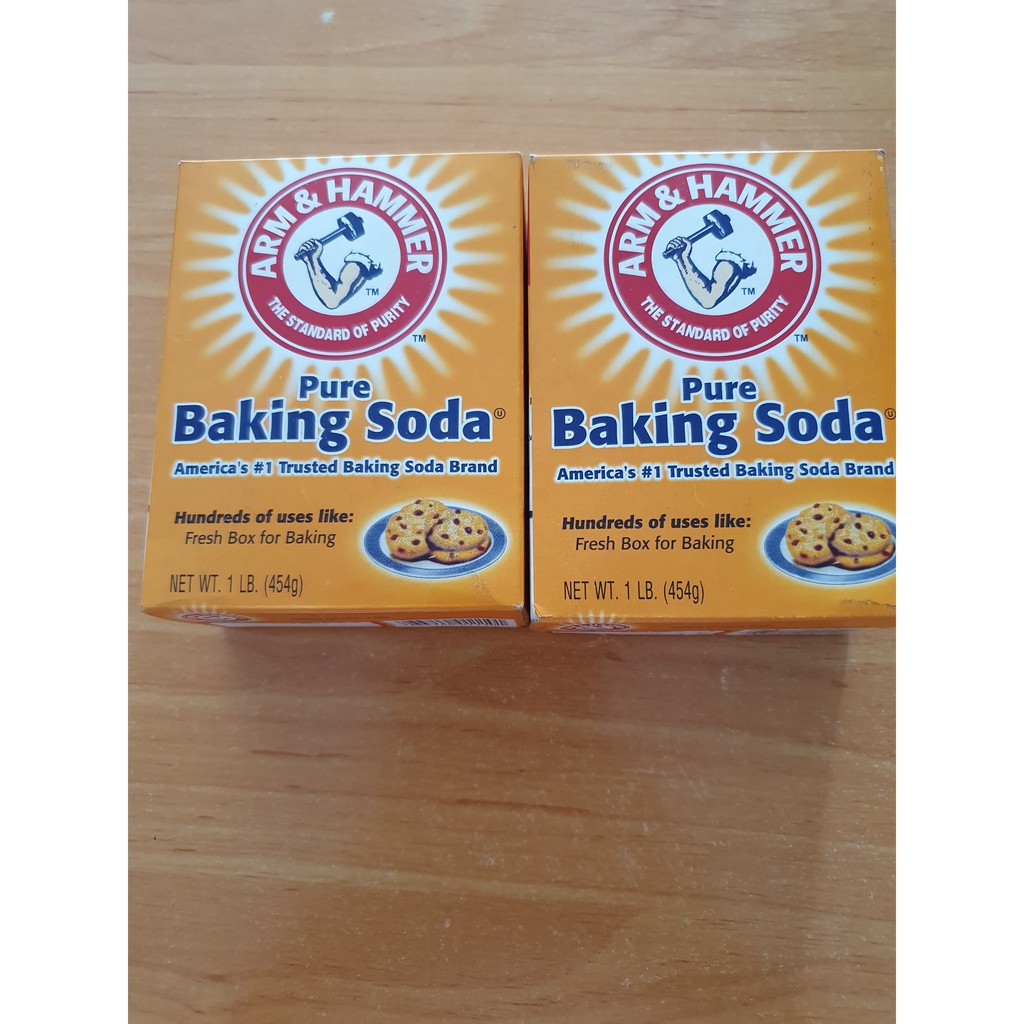 ARM & HAMMER
TM
THE STANDARD OF PURITY
TM
Pure
Baking Soda
America's #1 Trusted Baking Soda Brand
Hundreds of uses like:
Fresh Box for Baking
NET WT. 1 LB. (454g)
ARM & HAMMER
TM
THE STANDARD OF PURITY
TM
Pure
Baking Soda
America's #1 Trusted Baking Soda Brand
Hundreds of uses like:
Fresh Box for Baking
NET WT. 1 LB. (454g)